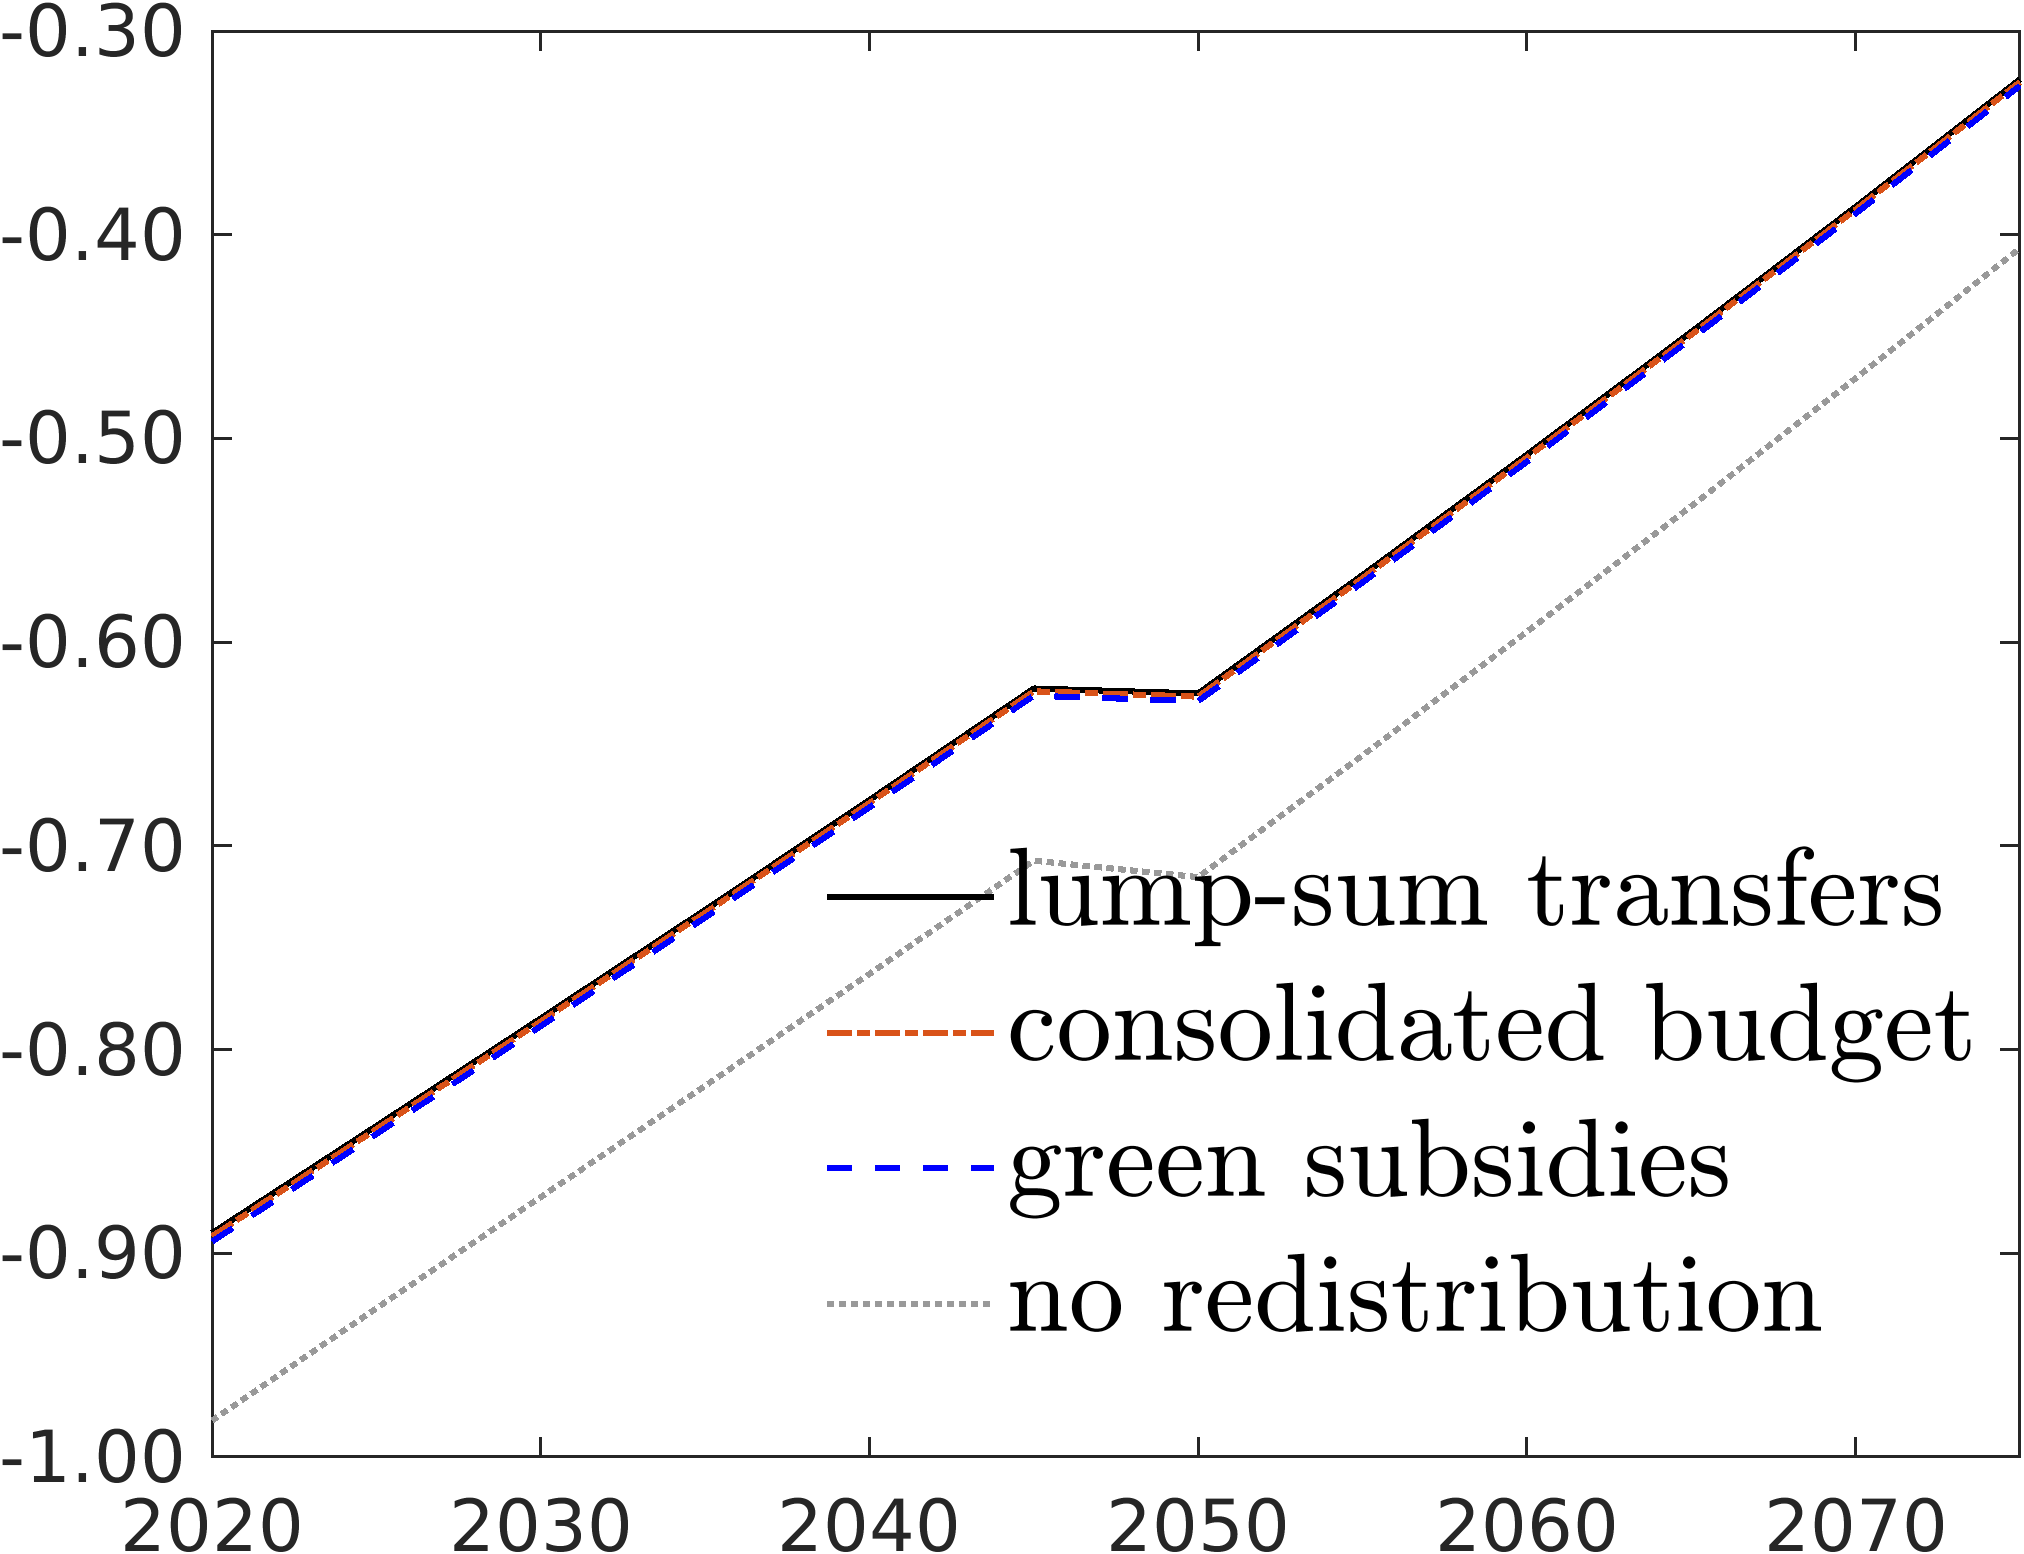 -0.30
-0.40
-0.50
-0.60
-0.70
-0.80
-0.90
-1.00
lump-sum transfers
consolidated budget
green subsidies
no redistribution
2020 2030 2040 2050 2060 2070